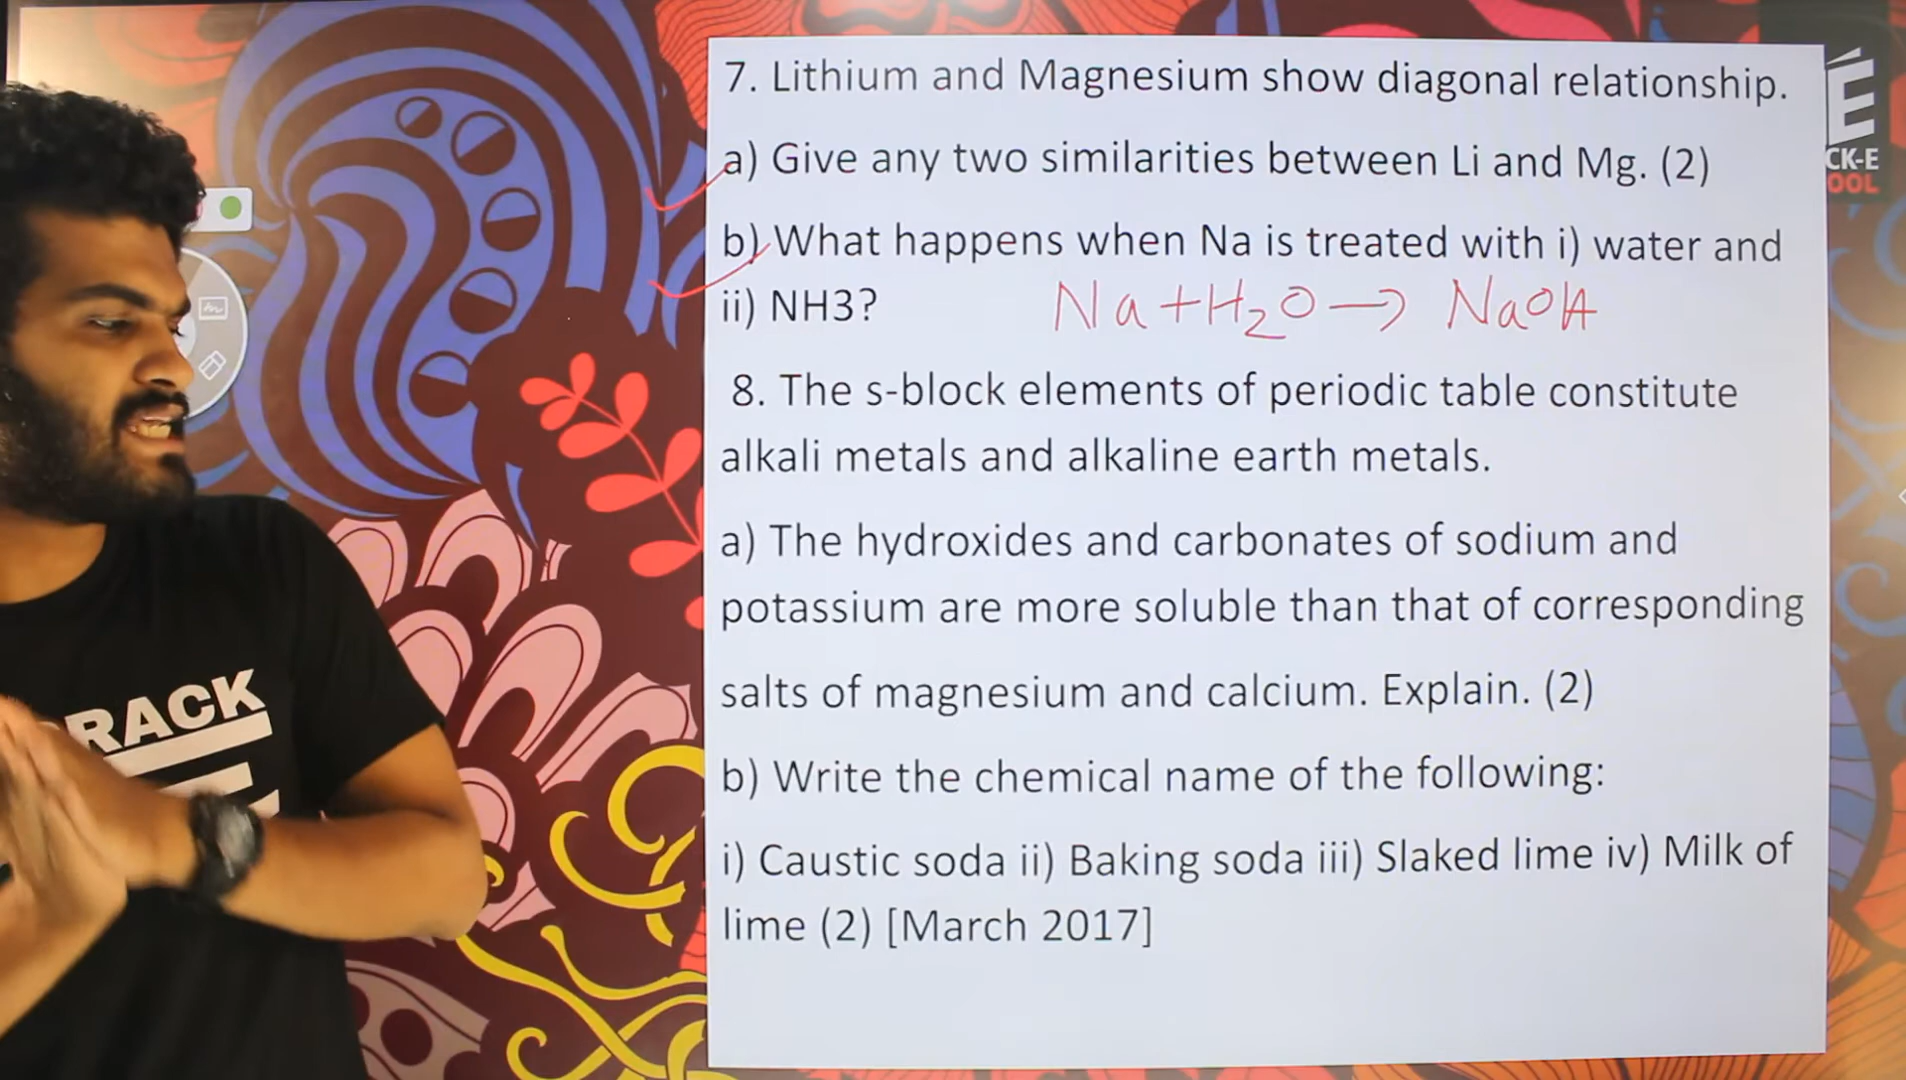 7. Lithium and Magnesium show diagonal relationship.
a) Give any two similarities between Li and Mg. (2)
b) What happens when Na is treated with i) water and
ii) NH3?
Na + H2O → NaOH
8. The s-block elements of periodic table constitute
alkali metals and alkaline earth metals.
a) The hydroxides and carbonates of sodium and
potassium are more soluble than that of corresponding
salts of magnesium and calcium. Explain. (2)
b) Write the chemical name of the following:
i) Caustic soda ii) Baking soda iii) Slaked lime iv) Milk of
lime (2) [March 2017]
É
CK-E
OOL
RACK